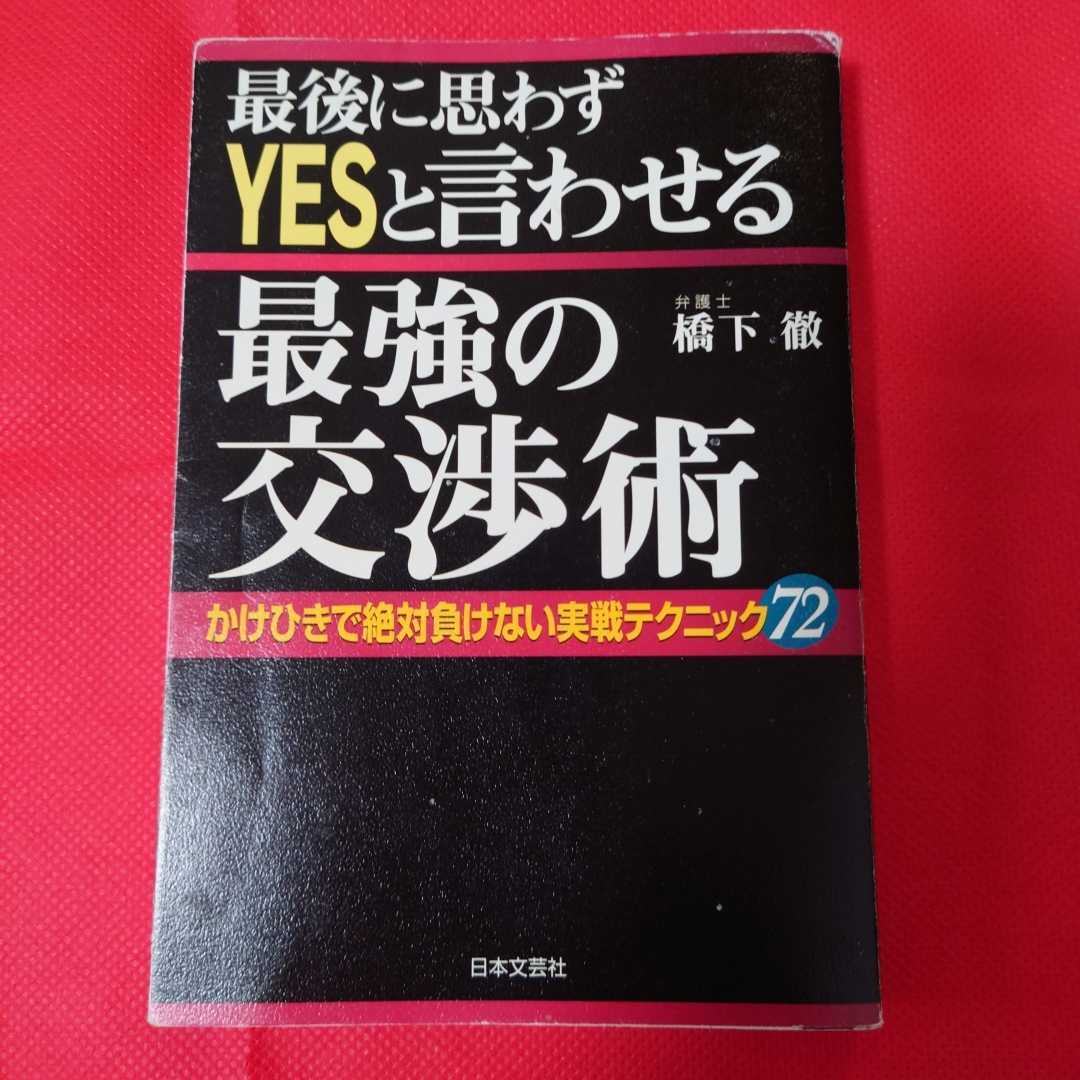 最後に思わず
YESと言わせる
最強の
弁護士
橋下 徹
交渉術
かけひきで絶対負けない実戦テクニック72
日本文芸社